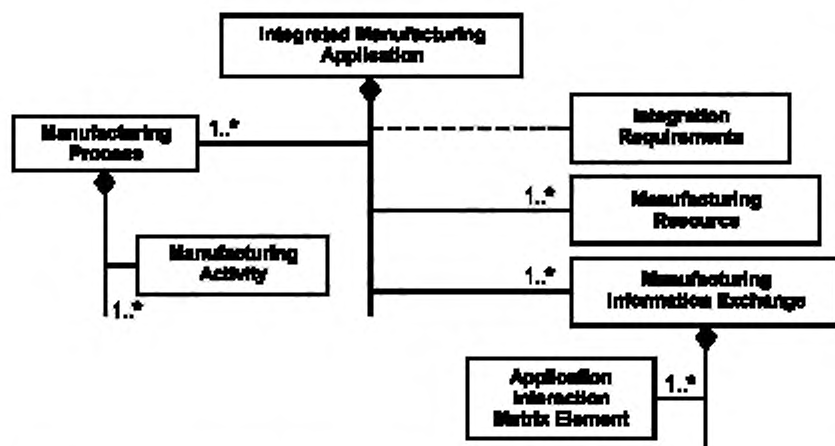 Integrated Manufacturing
Application
Manufacturing
Process
1..*
Integration
Requirements
1..*
Manufacturing
Resource
Manufacturing
Activity
1..*
1..*
Manufacturing
Information Exchange
Application
Interaction
Matrix Element
1..*